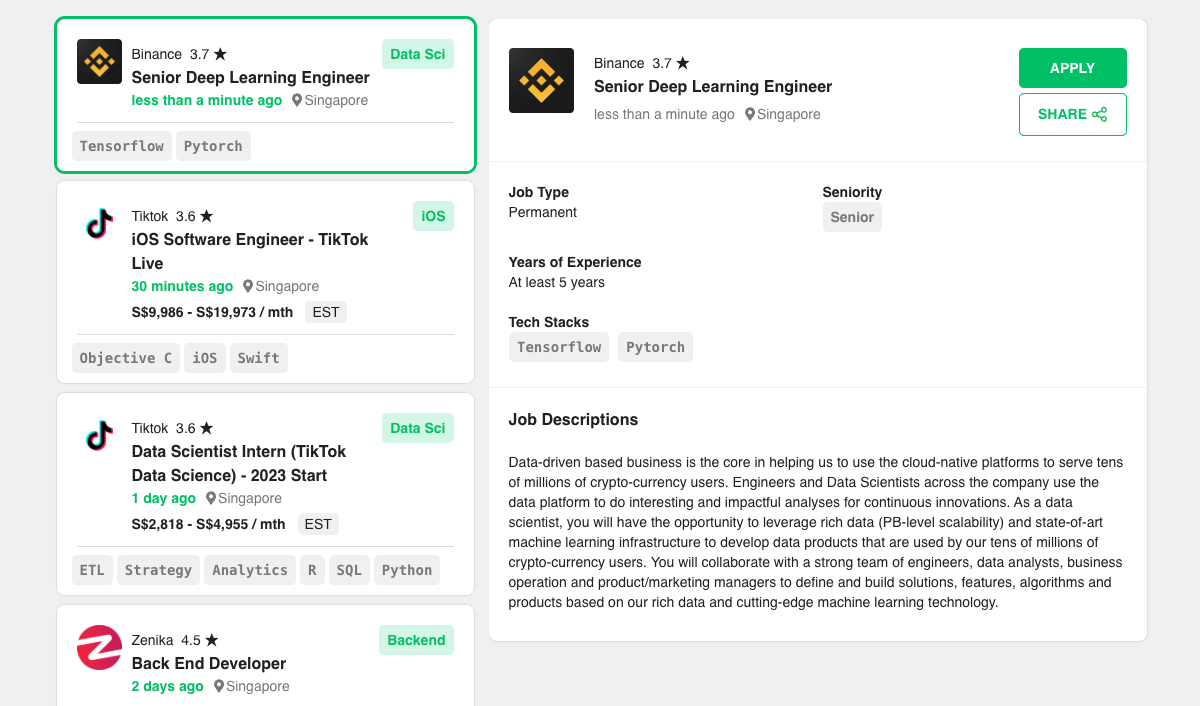 Binance 3.7 ★
Data Sci
Senior Deep Learning Engineer
less than a minute ago Singapore
Tensorflow Pytorch
Tiktok 3.6 ★
iOS
iOS Software Engineer - TikTok
Live
30 minutes ago Singapore
S$9,986 - S$19,973 / mth EST
Objective C iOS Swift
Tiktok 3.6 ★
Data Sci
Data Scientist Intern (TikTok
Data Science) - 2023 Start
1 day ago Singapore
S$2,818 - S$4,955 / mth EST
ETL Strategy Analytics R SQL Python
Zenika 4.5 ★
Backend
Back End Developer
2 days ago Singapore
Binance 3.7 ★
Senior Deep Learning Engineer
less than a minute ago Singapore
APPLY
SHARE
Job Type
Permanent
Seniority
Senior
Years of Experience
At least 5 years
Tech Stacks
Tensorflow Pytorch
Job Descriptions
Data-driven based business is the core in helping us to use the cloud-native platforms to serve tens
of millions of crypto-currency users. Engineers and Data Scientists across the company use the
data platform to do interesting and impactful analyses for continuous innovations. As a data
scientist, you will have the opportunity to leverage rich data (PB-level scalability) and state-of-art
machine learning infrastructure to develop data products that are used by our tens of millions of
crypto-currency users. You will collaborate with a strong team of engineers, data analysts, business
operation and product/marketing managers to define and build solutions, features, algorithms and
products based on our rich data and cutting-edge machine learning technology.